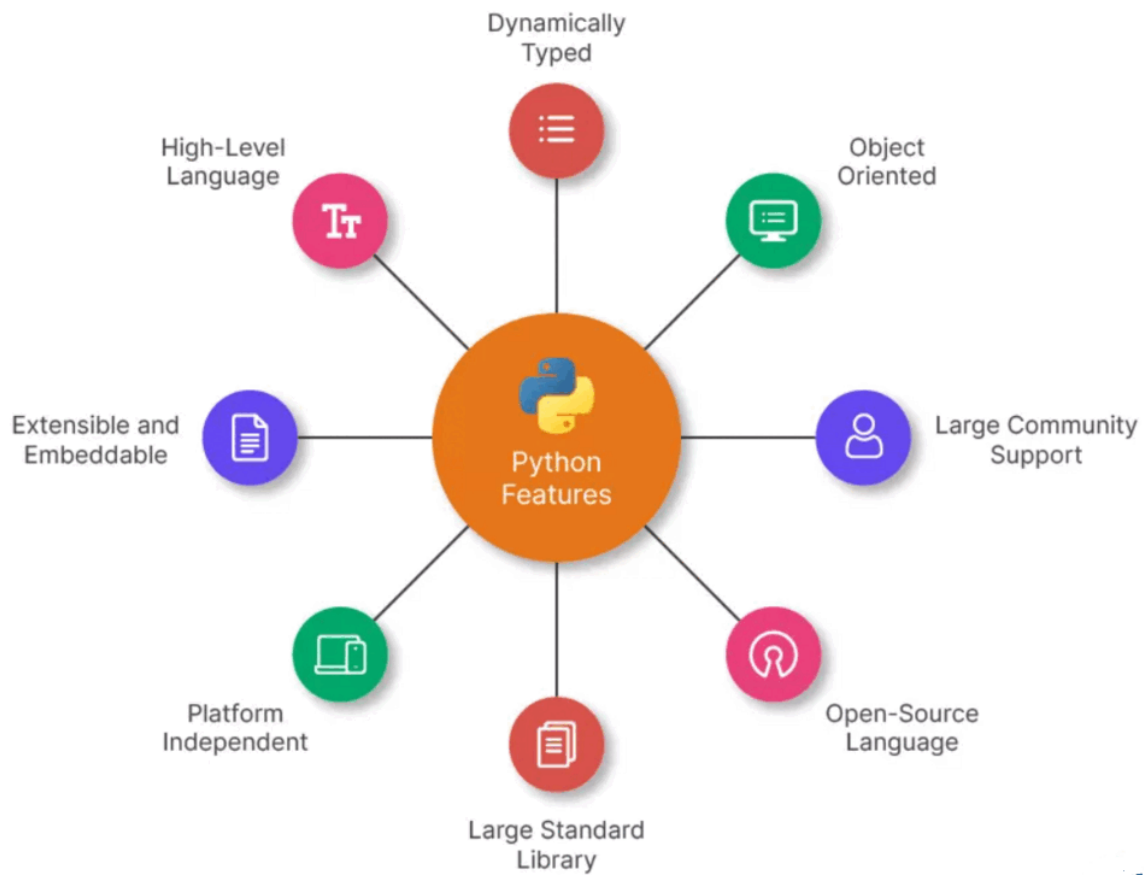 Dynamically
Typed
High-Level
Language
Object
Oriented
Extensible and
Embeddable
Python
Features
Large Community
Support
Platform
Independent
Open-Source
Language
Large Standard
Library